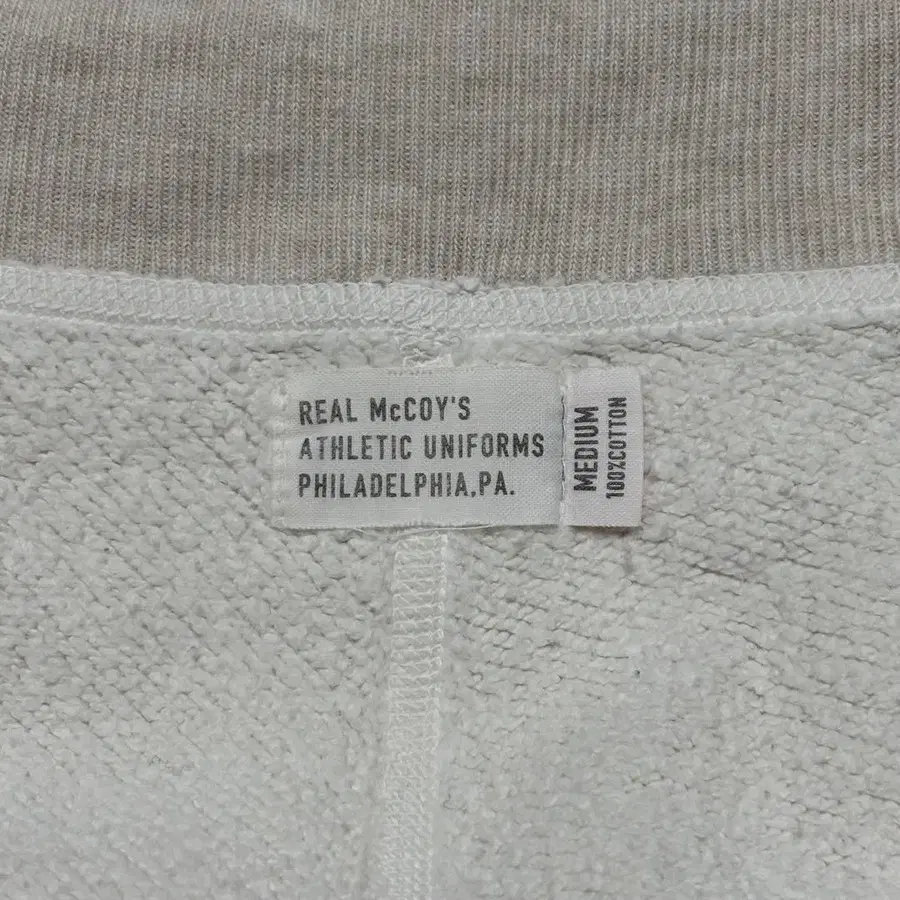 REAL McCOY'S
ATHLETIC UNIFORMS
PHILADELPHIA,PA.
MEDIUM
100%COTTON